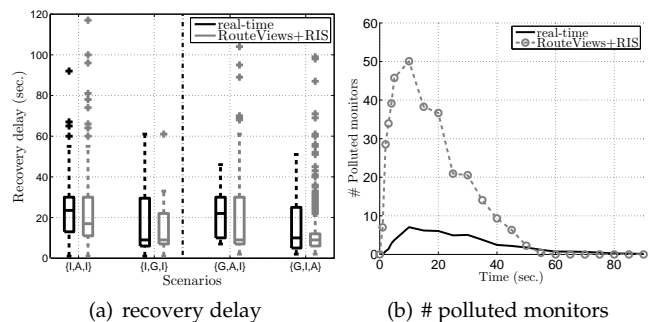 120
100
80
60
40
20
0
Recovery delay (sec.)
real-time
RouteViews+RIS
{I,A,I}
{I,G,I}
{G,A,I}
{G,I,A}
Scenarios
(a) recovery delay
60
50
40
30
20
10
0
# Polluted monitors
real-time
RouteViews+RIS
0 20 40 60 80
Time (sec.)
(b) # polluted monitors